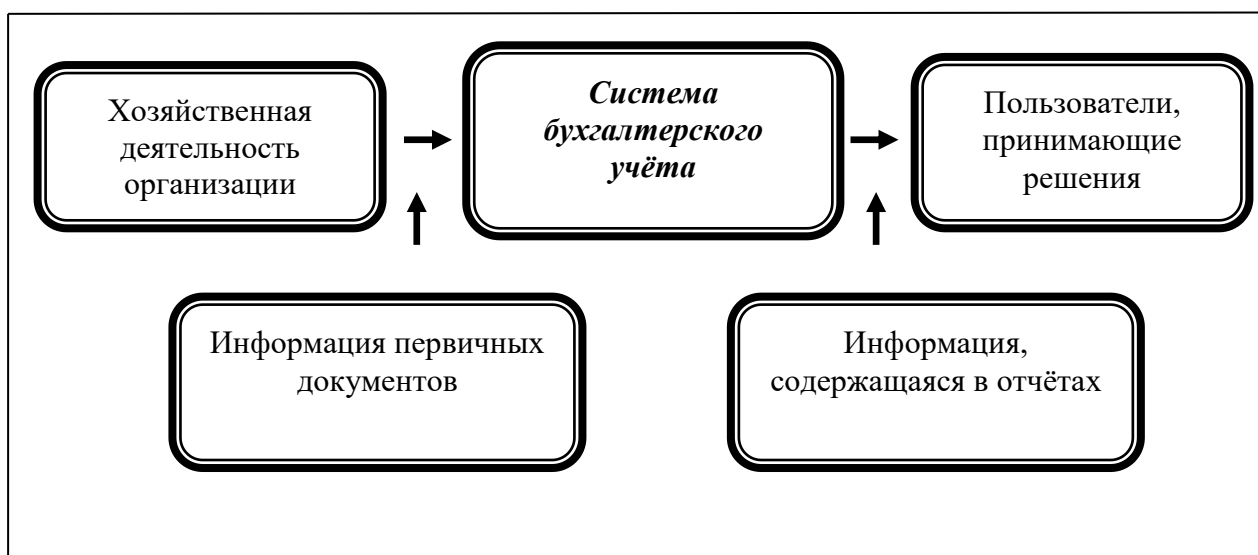 Хозяйственная
деятельность
организации
Система
бухгалтерского
учёта
Пользователи,
принимающие
решения
Информация первичных
документов
Информация,
содержащаяся в отчётах